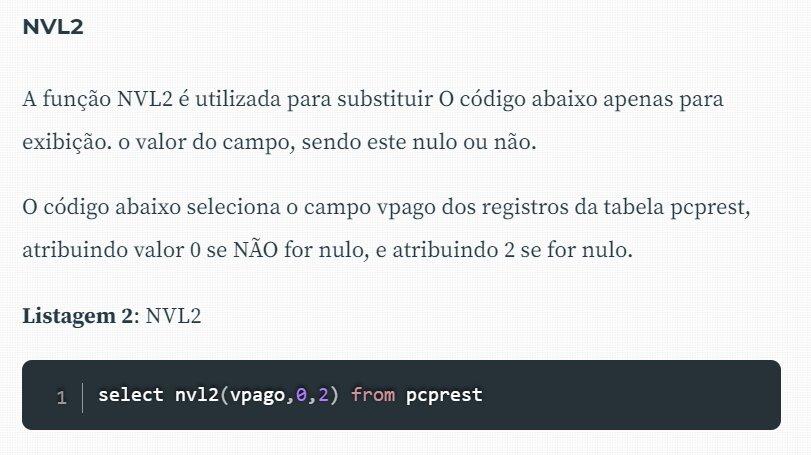 NVL2
A função NVL2 é utilizada para substituir O código abaixo apenas para
exibição. o valor do campo, sendo este nulo ou não.
O código abaixo seleciona o campo vpago dos registros da tabela pcprest,
atribuindo valor 0 se NÃO for nulo, e atribuindo 2 se for nulo.
Listagem 2: NVL2
1 select nvl2(vpago,0,2) from pcprest